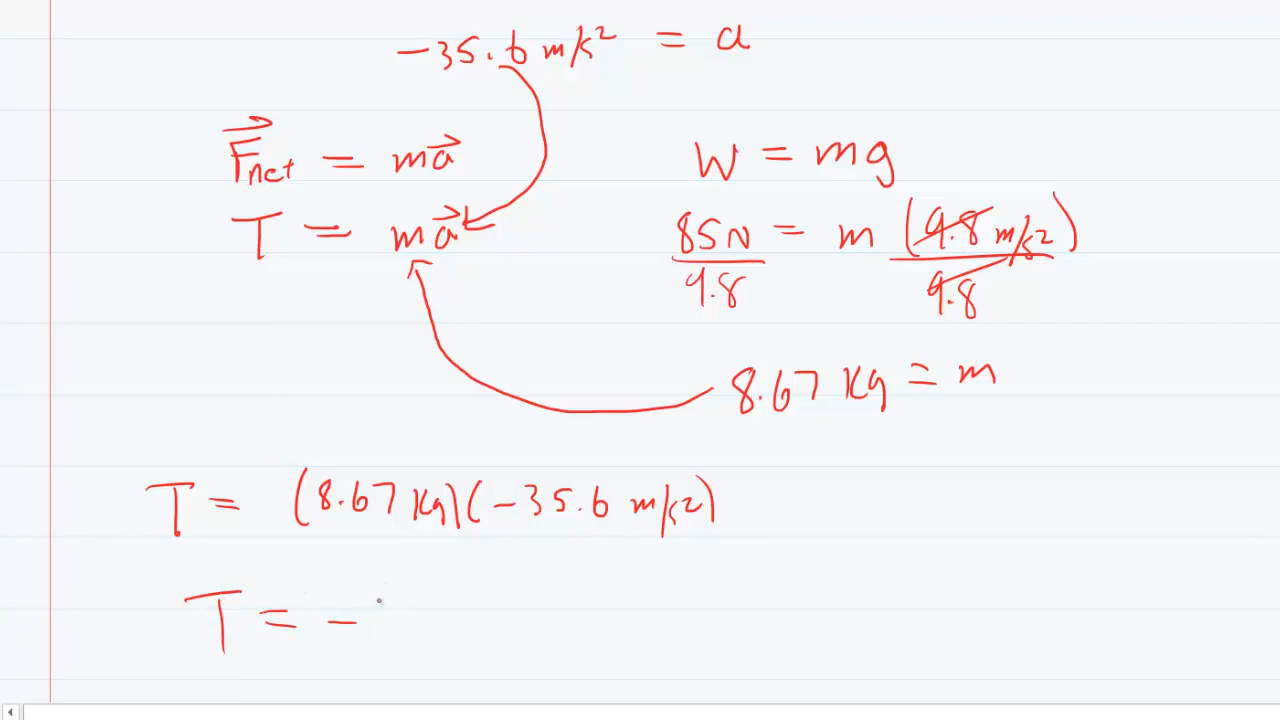 -35.6 m/s² = a
F⃗net = ma⃗
W = mg
T = ma⃗
85N = m (9.8 m/s²)
9.8 9.8
8.67 Kg = m
T = (8.67 Kg)(-35.6 m/s²)
T = -